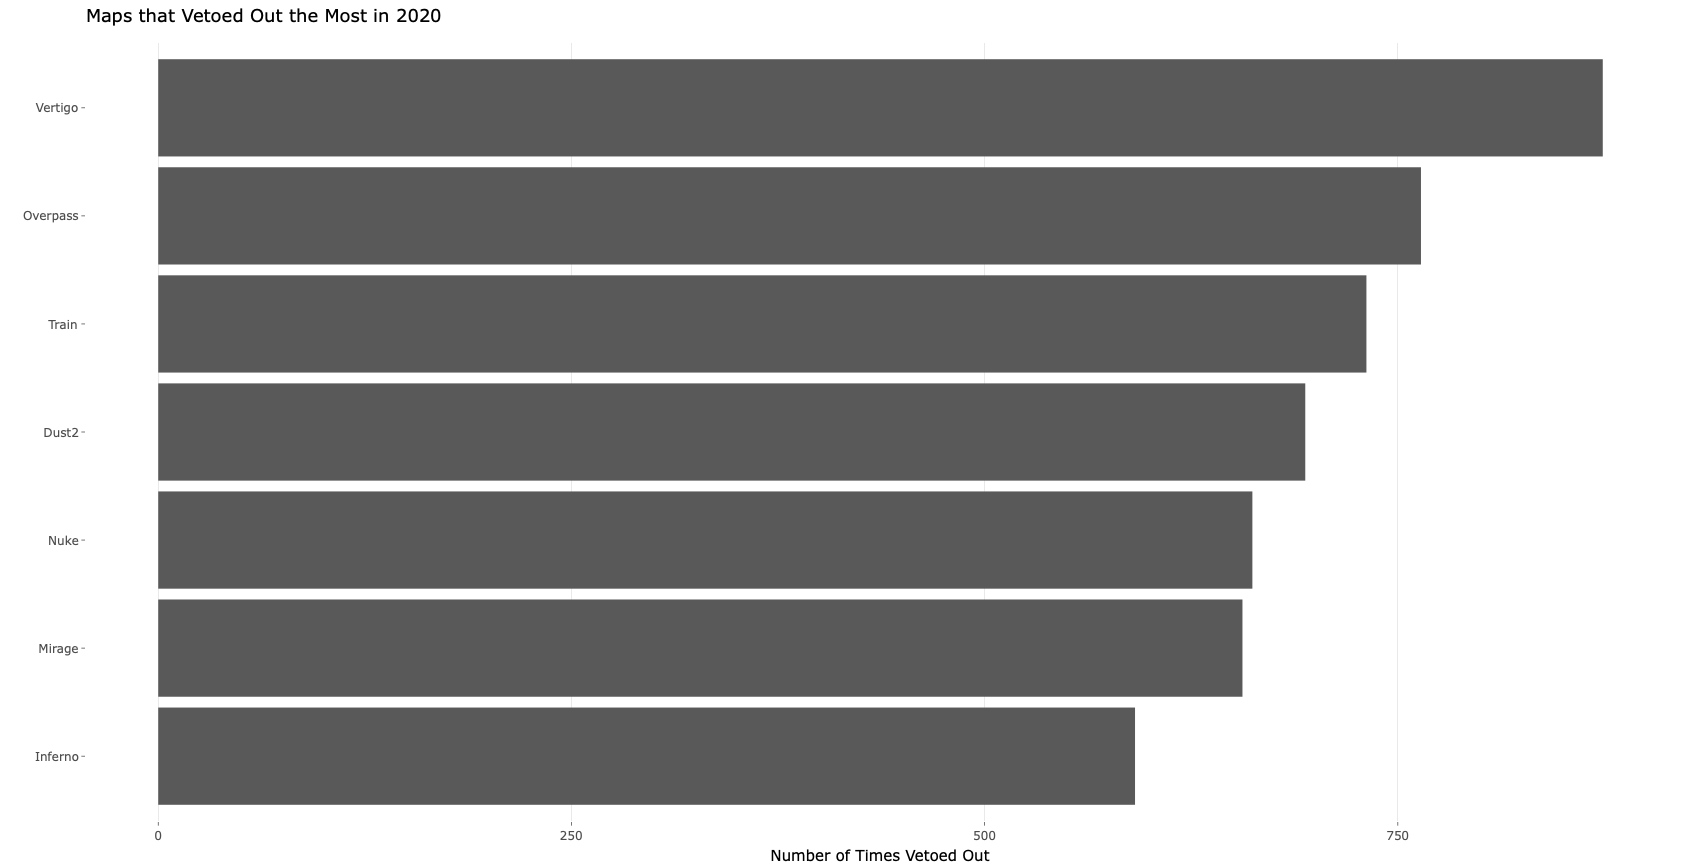 Maps that Vetoed Out the Most in 2020
Vertigo
Overpass
Train
Dust2
Nuke
Mirage
Inferno
0 250 500 750
Number of Times Vetoed Out